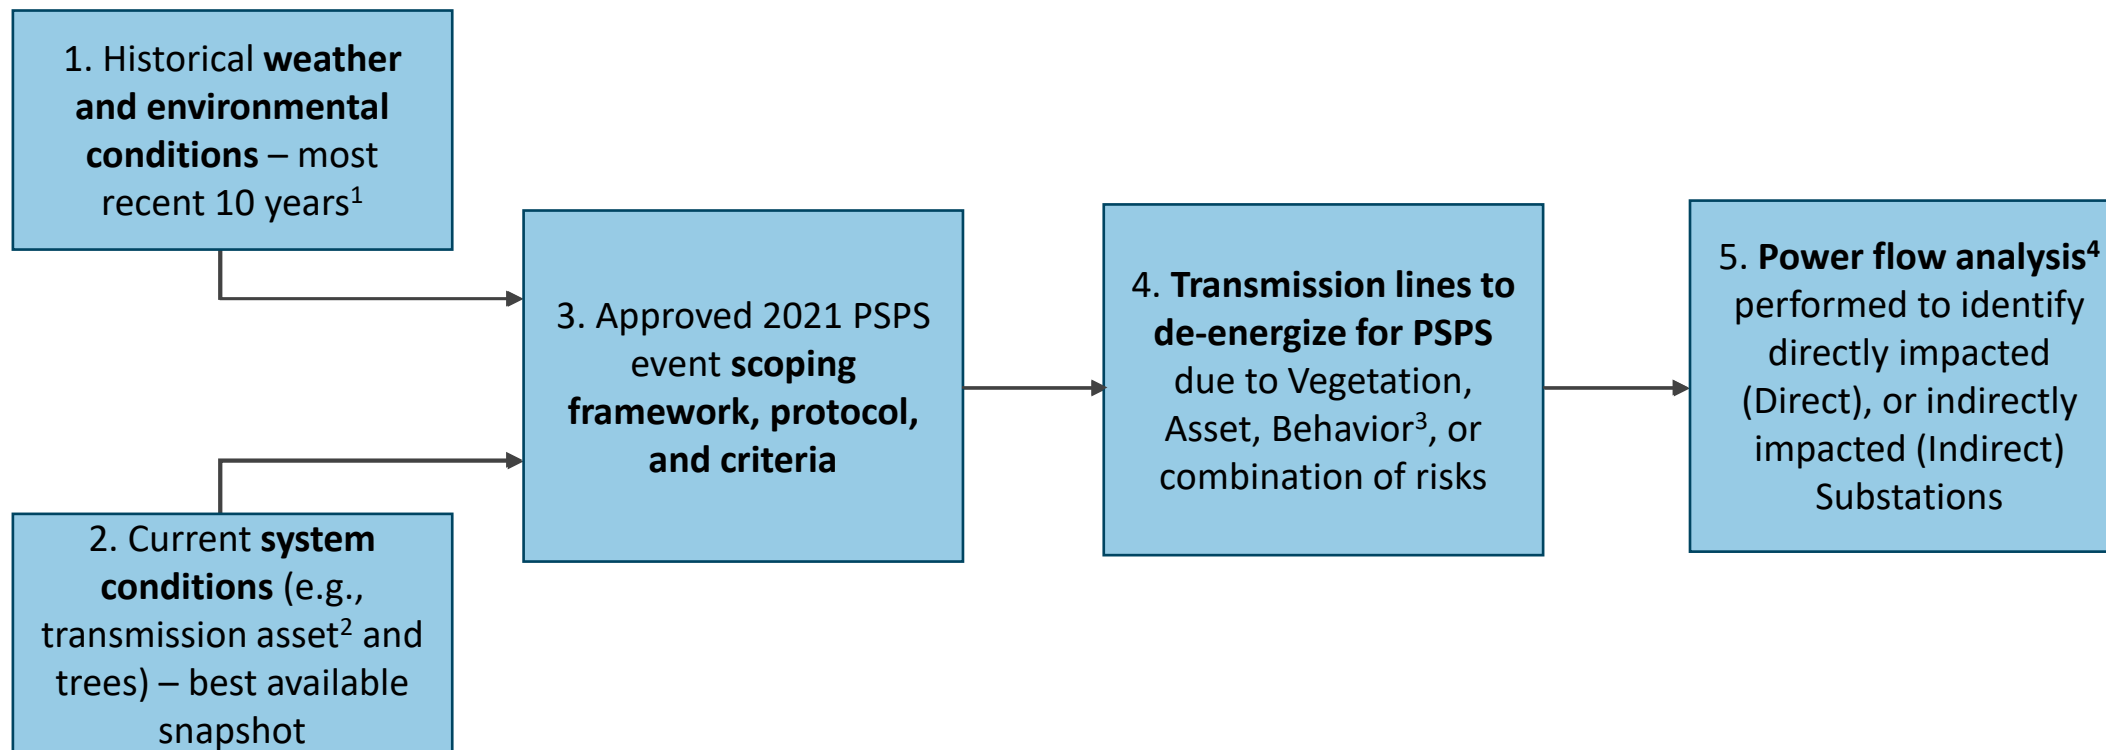 1. Historical weather
and environmental
conditions – most
recent 10 years¹
2. Current system
conditions (e.g.,
transmission asset² and
trees) – best available
snapshot
3. Approved 2021 PSPS
event scoping
framework, protocol,
and criteria
4. Transmission lines to
de-energize for PSPS
due to Vegetation,
Asset, Behavior³, or
combination of risks
5. Power flow analysis⁴
performed to identify
directly impacted
(Direct), or indirectly
impacted (Indirect)
Substations